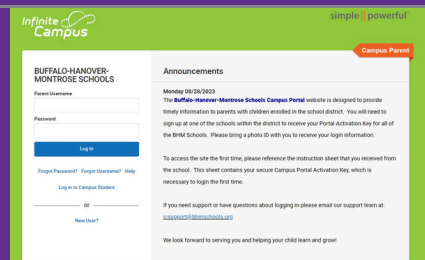 Infinite
Campus
simple || powerful
Campus Parent
BUFFALO-HANOVER-
MONTROSE SCHOOLS
Parent Username
Password
Log In
Forgot Password? Forgot Username? Help
Log in to Campus Student
or
New User?
Announcements
Monday 08/28/2023
The Buffalo-Hanover-Montrose Schools Campus Portal website is designed to provide
timely information to parents with children enrolled in the school district. You will need to
sign up at one of the schools within the district to receive your Portal Activation Key for all of
the BHM Schools. Please bring a photo ID with you to receive your login information.
To access the site the first time, please reference the instruction sheet that you received from
the school. This sheet contains your secure Campus Portal Activation Key, which is
necessary to login the first time.
If you need support or have questions about logging in please email our support team at:
icsupport@bhmschools.org
We look forward to serving you and helping your child learn and grow!